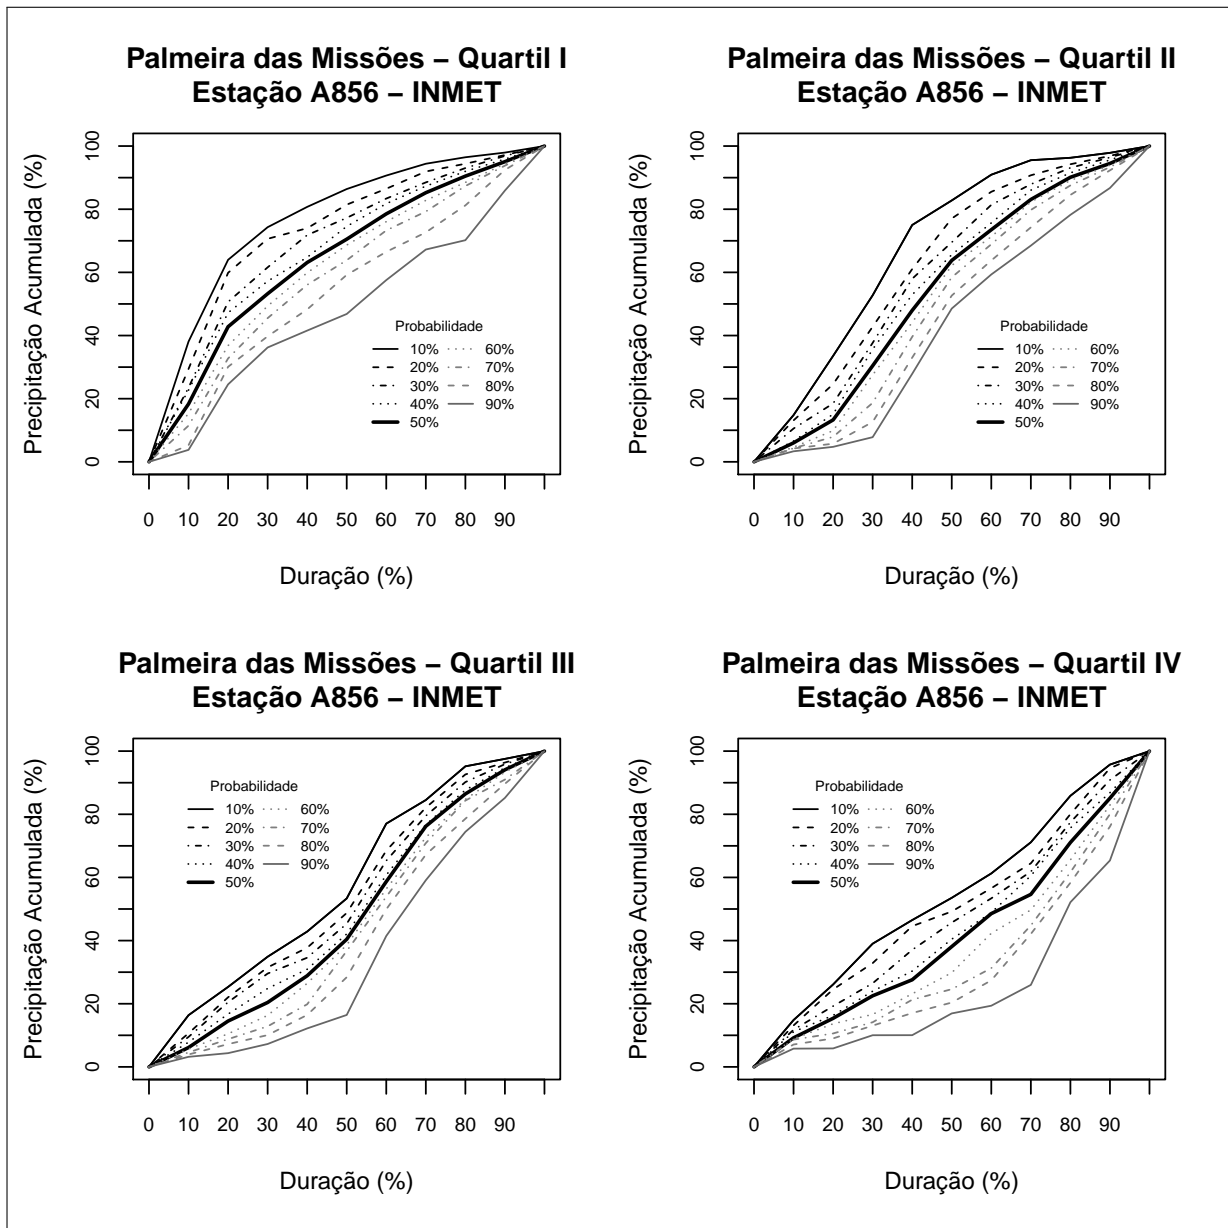 Palmeira das Missões – Quartil I
Estação A856 – INMET
Precipitação Acumulada (%)
0 20 40 60 80 100
Probabilidade
10% 60%
20% 70%
30% 80%
40% 90%
50%
0 10 20 30 40 50 60 70 80 90
Duração (%)
Palmeira das Missões – Quartil II
Estação A856 – INMET
Precipitação Acumulada (%)
0 20 40 60 80 100
Probabilidade
10% 60%
20% 70%
30% 80%
40% 90%
50%
0 10 20 30 40 50 60 70 80 90
Duração (%)
Palmeira das Missões – Quartil III
Estação A856 – INMET
Precipitação Acumulada (%)
0 20 40 60 80 100
Probabilidade
10% 60%
20% 70%
30% 80%
40% 90%
50%
0 10 20 30 40 50 60 70 80 90
Duração (%)
Palmeira das Missões – Quartil IV
Estação A856 – INMET
Precipitação Acumulada (%)
0 20 40 60 80 100
Probabilidade
10% 60%
20% 70%
30% 80%
40% 90%
50%
0 10 20 30 40 50 60 70 80 90
Duração (%)